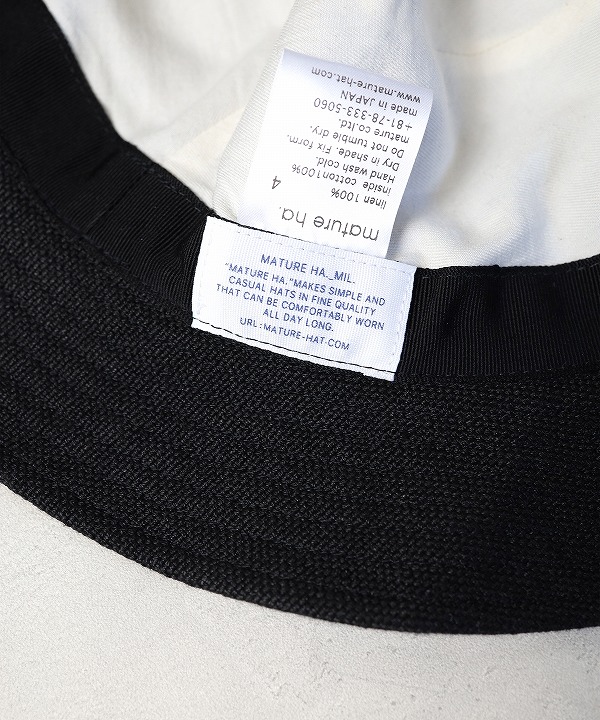 mature ha.
4
linen 100%
inside cotton100%
Hand wash cold.
Dry in shade. Fix form.
Do not tumble dry.
mature co.ltd.
+81-78-333-5060
made in JAPAN
www.mature-hat.com
MATURE HA._MIL.
"MATURE HA."MAKES SIMPLE AND
CASUAL HATS IN FINE QUALITY
THAT CAN BE COMFORTABLY WORN
ALL DAY LONG.
URL:MATURE-HAT.COM